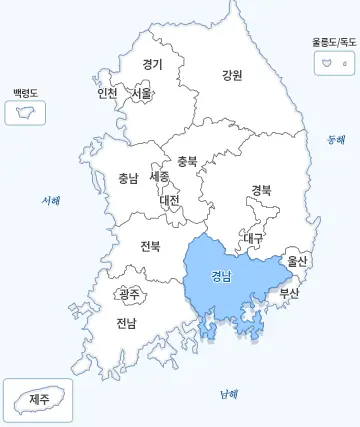 울릉도/독도
경기
강원
인천
서울
백령도
동해
충북
충남
세종
경북
대전
서해
대구
전북
울산
경남
부산
광주
전남
남해
제주